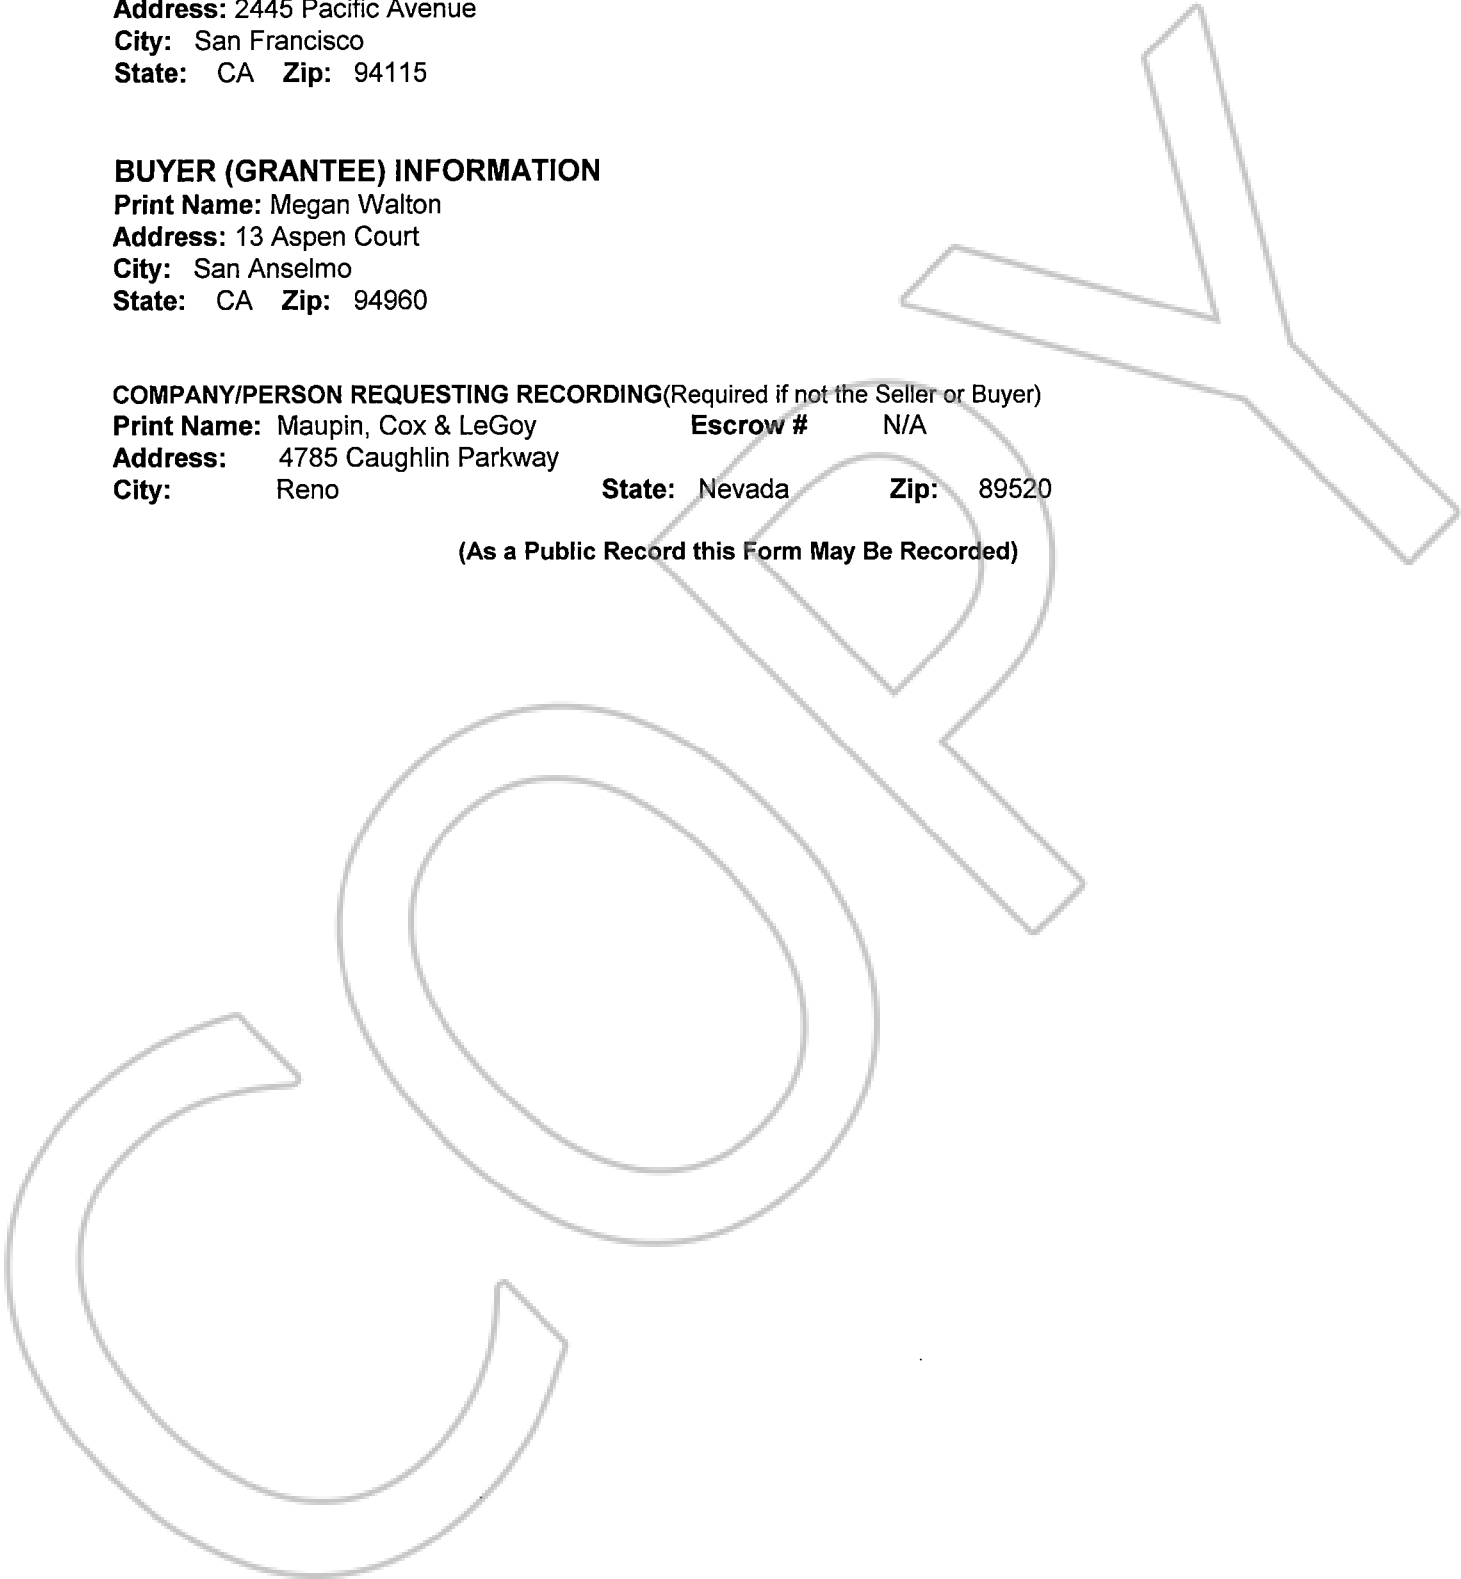 Address: 2445 Pacific Avenue
City: San Francisco
State: CA Zip: 94115
BUYER (GRANTEE) INFORMATION
Print Name: Megan Walton
Address: 13 Aspen Court
City: San Anselmo
State: CA Zip: 94960
COMPANY/PERSON REQUESTING RECORDING(Required if not the Seller or Buyer)
Print Name: Maupin, Cox & LeGoy Escrow # N/A
Address: 4785 Caughlin Parkway
City: Reno State: Nevada Zip: 89520
(As a Public Record this Form May Be Recorded)
COPY